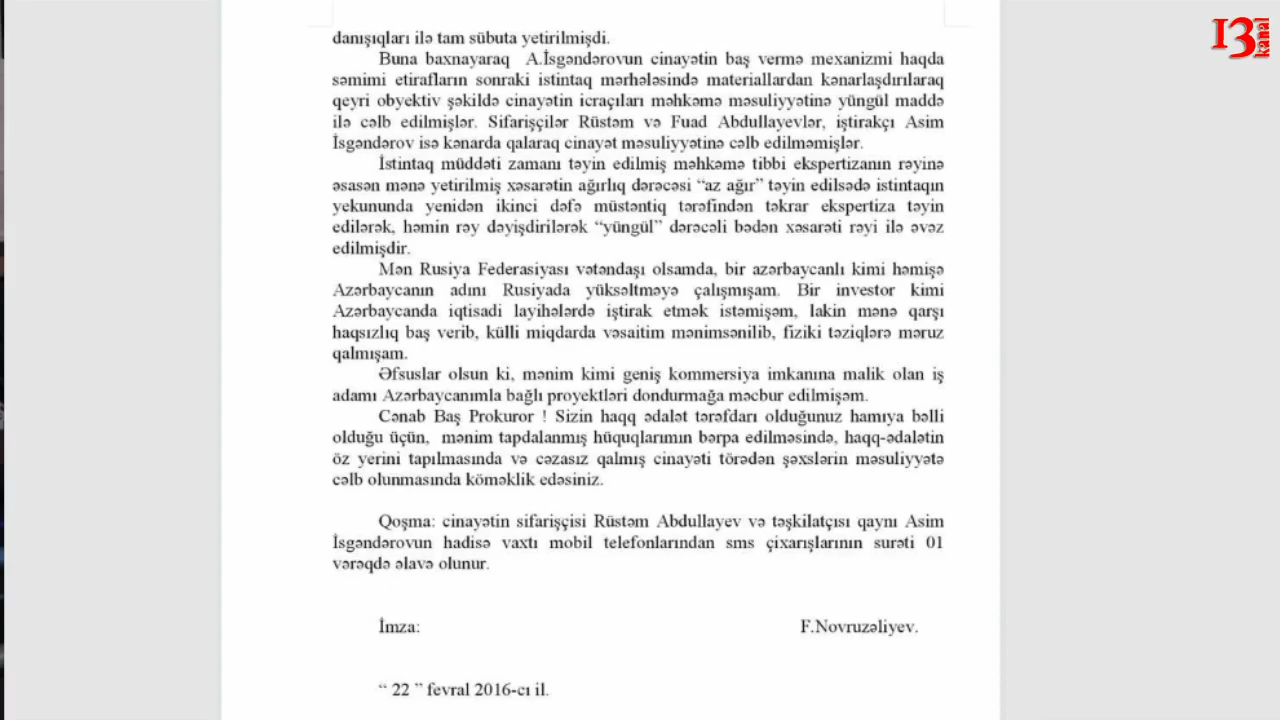 13
kanal
danışıqları ilə tam sübuta yetirilmişdi.
Buna baxnayaraq A.İsgəndərovun cinayətin baş vermə mexanizmi haqda
səmimi etirafların sonraki istintaq mərhələsində materiallardan kənarlaşdırılaraq
qeyri obyektiv şəkildə cinayətin icraçıları məhkəmə məsuliyyətinə yüngül maddə
ilə cəlb edilmişlər. Sifarişçilər Rüstəm və Fuad Abdullayevlər, iştirakçı Asim
İsgəndərov isə kənarda qalaraq cinayət məsuliyyətinə cəlb edilməmişlər.
İstintaq müddəti zamanı təyin edilmiş məhkəmə tibbi ekspertizanın rəyinə
əsasən mənə yetirilmiş xəsarətin ağırlıq dərəcəsi “az ağır” təyin edilsədə istintaqın
yekununda yenidən ikinci dəfə müstəntiq tərəfindən təkrar ekspertiza təyin
edilərək, həmin rəy dəyişdirilərək “yüngül” dərəcəli bədən xəsarəti rəyi ilə əvəz
edilmişdir.
Mən Rusiya Federasiyası vətəndaşı olsamda, bir azərbaycanlı kimi həmişə
Azərbaycanın adını Rusiyada yüksəltməyə çalışmışam. Bir investor kimi
Azərbaycanda iqtisadi layihələrdə iştirak etmək istəmişəm, lakin mənə qarşı
haqsızlıq baş verib, külli miqdarda vəsaitim mənimsənilib, fiziki təziqlərə məruz
qalmışam.
Əfsuslar olsun ki, mənim kimi geniş kommersiya imkanına malik olan iş
adamı Azərbaycanımla bağlı proyektləri dondurmağa məcbur edilmişəm.
Cənab Baş Prokuror ! Sizin haqq ədalət tərəfdarı olduğunuz hamıya bəlli
olduğu üçün, mənim tapdalanmış hüquqlarımın bərpa edilməsində, haqq-ədalətin
öz yerini tapılmasında və cəzasız qalmış cinayəti törədən şəxslərin məsuliyyətə
cəlb olunmasında köməklik edəsiniz.
Qoşma: cinayətin sifarişçisi Rüstəm Abdullayev və təşkilatçısı qaynı Asim
İsgəndərovun hadisə vaxtı mobil telefonlarından sms çixarışlarının surəti 01
vərəqdə əlavə olunur.
İmza: F.Novruzəliyev.
“ 22 ” fevral 2016-cı il.